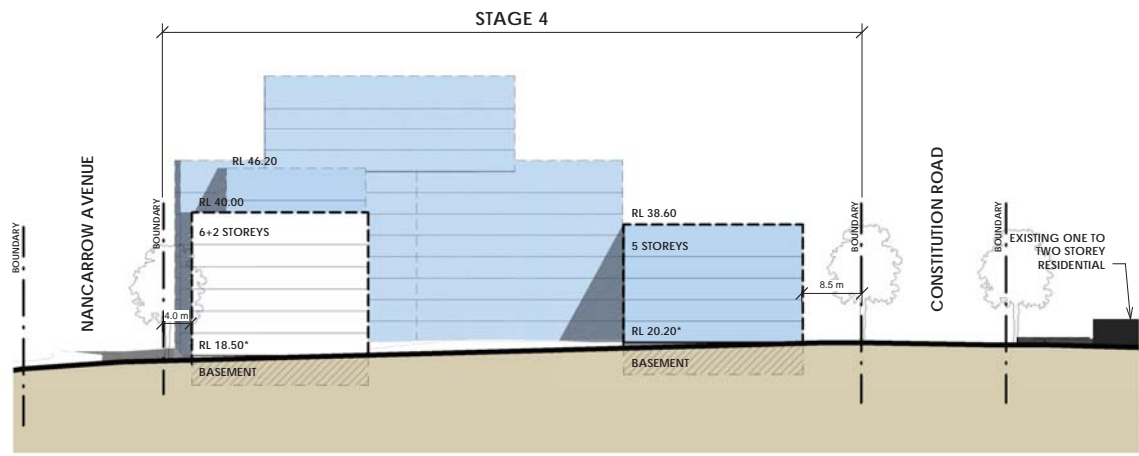 STAGE 4
BOUNDARY
NANCARROW AVENUE
BOUNDARY
4.0 m
RL 46.20
RL 40.00
6+2 STOREYS
RL 18.50*
BASEMENT
RL 38.60
5 STOREYS
RL 20.20*
BASEMENT
8.5 m
BOUNDARY
CONSTITUTION ROAD
BOUNDARY
EXISTING ONE TO
TWO STOREY
RESIDENTIAL